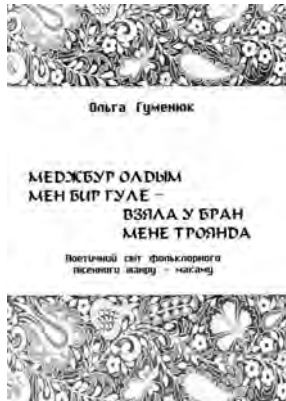 Ольга Гуменюк
МЕДЖБУР ОЛДЫМ
МЕН БИР ГУЛЕ –
ВЗЯЛА У БРАН
МЕНЕ ТРОЯНДА
Поетичний світ фольклорного
пісенного жанру – макаму